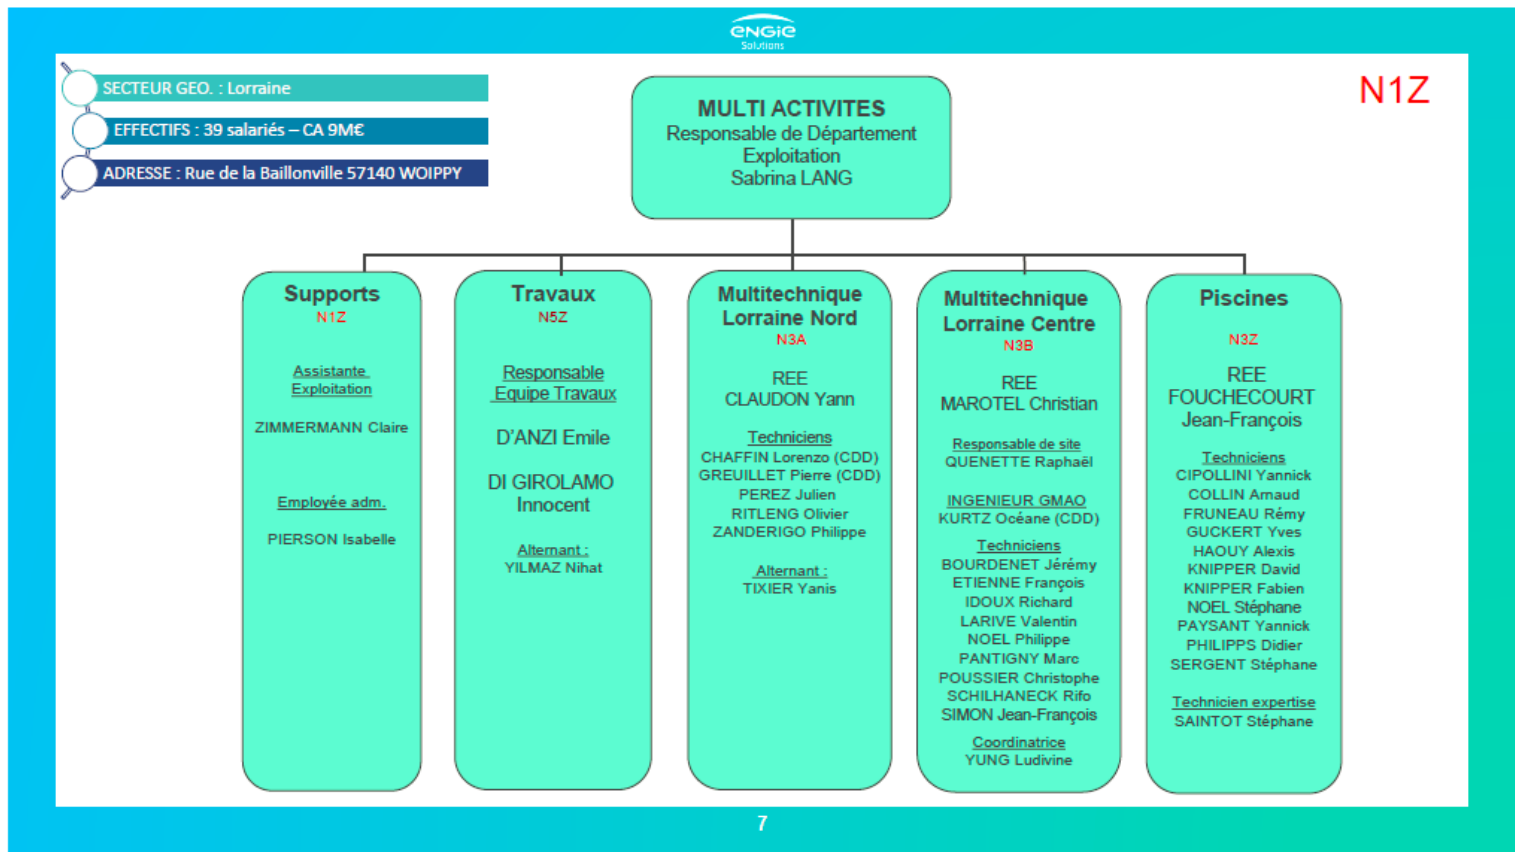 ENGIE
Solutions
SECTEUR GEO. : Lorraine
EFFECTIFS : 39 salariés – CA 9M€
ADRESSE : Rue de la Baillonville 57140 WOIPPY
N1Z
MULTI ACTIVITES
Responsable de Département
Exploitation
Sabrina LANG
Supports
N1Z
Assistante
Exploitation
ZIMMERMANN Claire
Employée adm.
PIERSON Isabelle
Travaux
N5Z
Responsable
Equipe Travaux
D'ANZI Emile
DI GIROLAMO
Innocent
Alternant :
YILMAZ Nihat
Multitechnique
Lorraine Nord
N3A
REE
CLAUDON Yann
Techniciens
CHAFFIN Lorenzo (CDD)
GREUILLET Pierre (CDD)
PEREZ Julien
RITLENG Olivier
ZANDERIGO Philippe
Alternant :
TIXIER Yanis
Multitechnique
Lorraine Centre
N3B
REE
MAROTEL Christian
Responsable de site
QUENETTE Raphaël
INGENIEUR GMAO
KURTZ Océane (CDD)
Techniciens
BOURDENET Jérémy
ETIENNE François
IDOUX Richard
LARIVE Valentin
NOEL Philippe
PANTIGNY Marc
POUSSIER Christophe
SCHILHANECK Rifo
SIMON Jean-François
Coordinatrice
YUNG Ludivine
Piscines
N3Z
REE
FOUCHECOURT
Jean-François
Techniciens
CIPOLLINI Yannick
COLLIN Arnaud
FRUNEAU Rémy
GUCKERT Yves
HAOUY Alexis
KNIPPER David
KNIPPER Fabien
NOEL Stéphane
PAYSANT Yannick
PHILIPPS Didier
SERGENT Stéphane
Technicien expertise
SAINTOT Stéphane
7